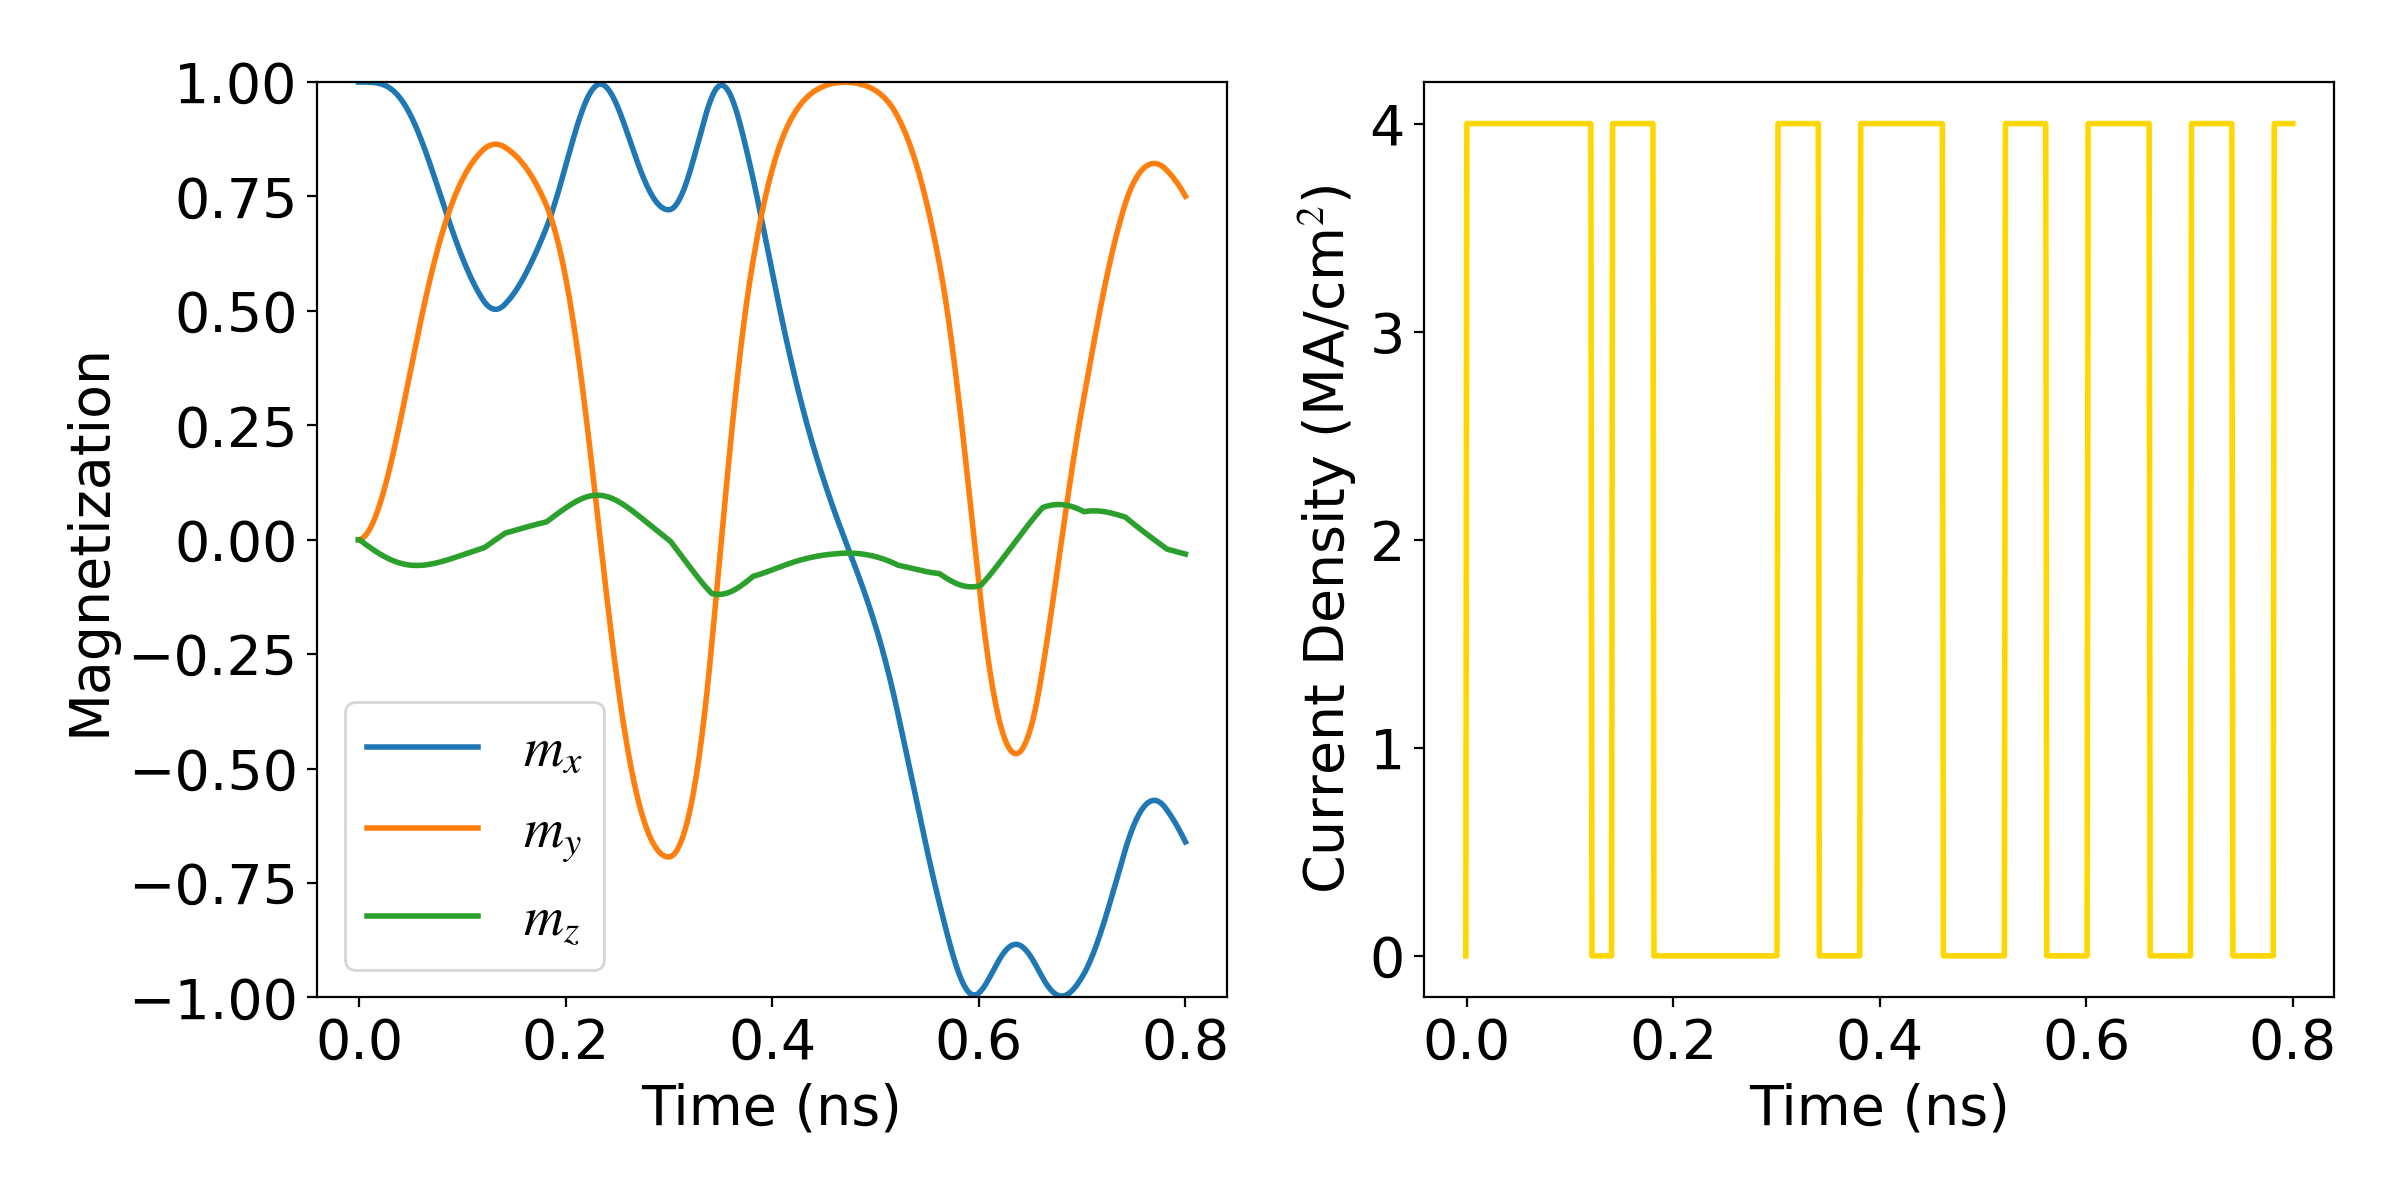 1.00
0.75
0.50
0.25
0.00
−0.25
−0.50
−0.75
−1.00
Magnetization
m_x
m_y
m_z
0.0 0.2 0.4 0.6 0.8
Time (ns)
4
3
2
1
0
Current Density (MA/cm²)
0.0 0.2 0.4 0.6 0.8
Time (ns)